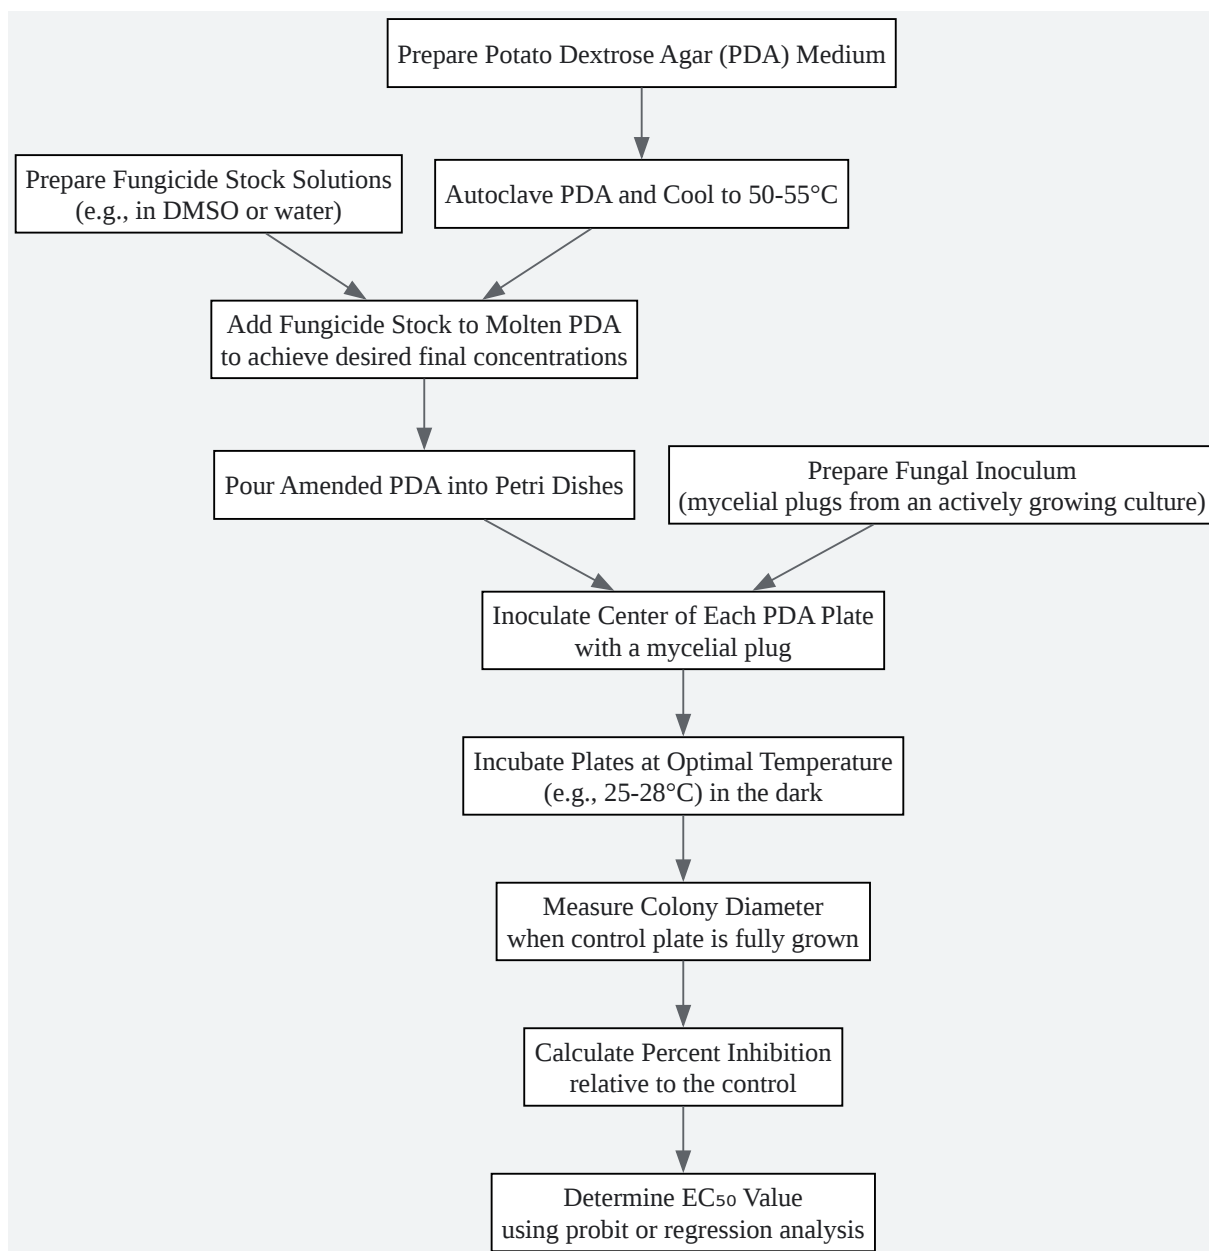 Prepare Potato Dextrose Agar (PDA) Medium
Prepare Fungicide Stock Solutions
(e.g., in DMSO or water)
Autoclave PDA and Cool to 50-55°C
Add Fungicide Stock to Molten PDA
to achieve desired final concentrations
Pour Amended PDA into Petri Dishes
Prepare Fungal Inoculum
(mycelial plugs from an actively growing culture)
Inoculate Center of Each PDA Plate
with a mycelial plug
Incubate Plates at Optimal Temperature
(e.g., 25-28°C) in the dark
Measure Colony Diameter
when control plate is fully grown
Calculate Percent Inhibition
relative to the control
Determine EC₅₀ Value
using probit or regression analysis